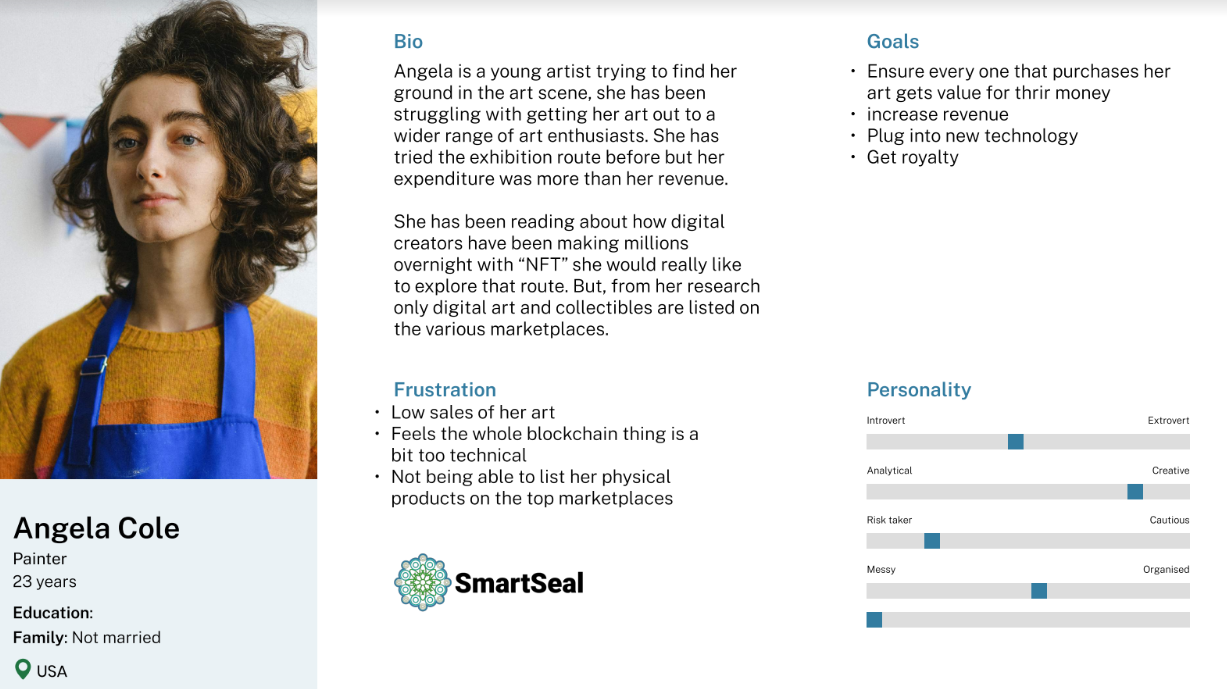 Bio
Angela is a young artist trying to find her
ground in the art scene, she has been
struggling with getting her art out to a
wider range of art enthusiasts. She has
tried the exhibition route before but her
expenditure was more than her revenue.
She has been reading about how digital
creators have been making millions
overnight with “NFT” she would really like
to explore that route. But, from her research
only digital art and collectibles are listed on
the various marketplaces.
Goals
• Ensure every one that purchases her
art gets value for thrir money
• increase revenue
• Plug into new technology
• Get royalty
Frustration
• Low sales of her art
• Feels the whole blockchain thing is a
bit too technical
• Not being able to list her physical
products on the top marketplaces
SmartSeal
Personality
Introvert Extrovert
Analytical Creative
Risk taker Cautious
Messy Organised
Angela Cole
Painter
23 years
Education:
Family: Not married
USA